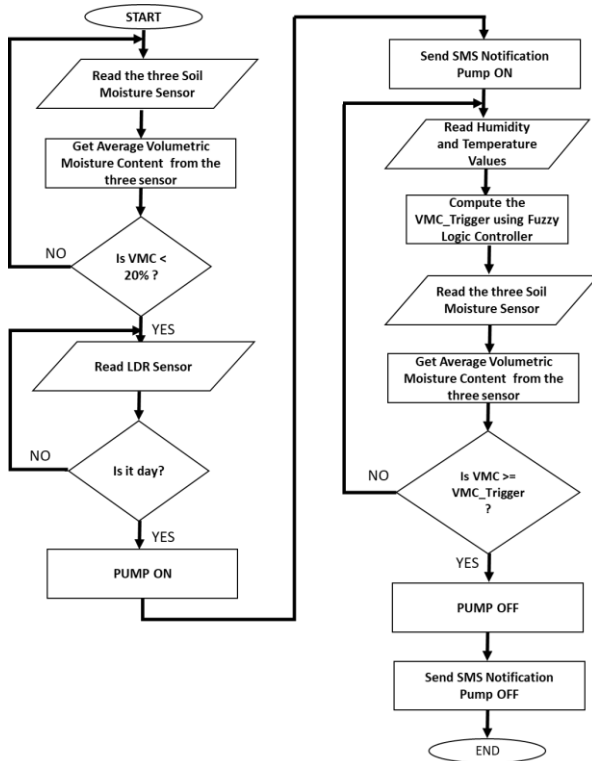 START
Read the three Soil
Moisture Sensor
Get Average Volumetric
Moisture Content from the
three sensor
NO
Is VMC <
20% ?
YES
Read LDR Sensor
NO
Is it day?
YES
PUMP ON
Send SMS Notification
Pump ON
Read Humidity
and Temperature
Values
Compute the
VMC_Trigger using Fuzzy
Logic Controller
Read the three Soil
Moisture Sensor
Get Average Volumetric
Moisture Content from the
three sensor
NO
Is VMC >=
VMC_Trigger
?
YES
PUMP OFF
Send SMS Notification
Pump OFF
END